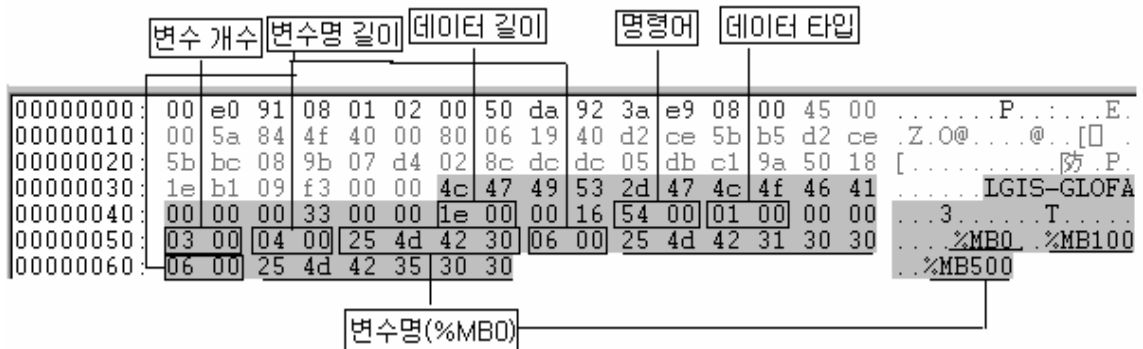 변수 개수 변수명 길이 데이터 길이 명령어 데이터 타입
00000000: 00 e0 91 08 01 02 00 50 da 92 3a e9 08 00 45 00 .......P..:...E.
00000010: 00 5a 84 4f 40 00 80 06 19 40 d2 ce 5b b5 d2 ce .Z.O@....@..[
00000020: 5b bc 08 9b 07 d4 02 8c dc dc 05 db c1 9a 50 18 [ .P.
00000030: 1e b1 09 f3 00 00 4c 47 49 53 2d 47 4c 4f 46 41 ......LGIS-GLOFA
00000040: 00 00 00 33 00 00 1e 00 00 16 54 00 01 00 00 00 ...3......T.....
00000050: 03 00 04 00 25 4d 42 30 06 00 25 4d 42 31 30 30 ....%MB0..%MB100
00000060: 06 00 25 4d 42 35 30 30 ..%MB500
변수명(%MB0)